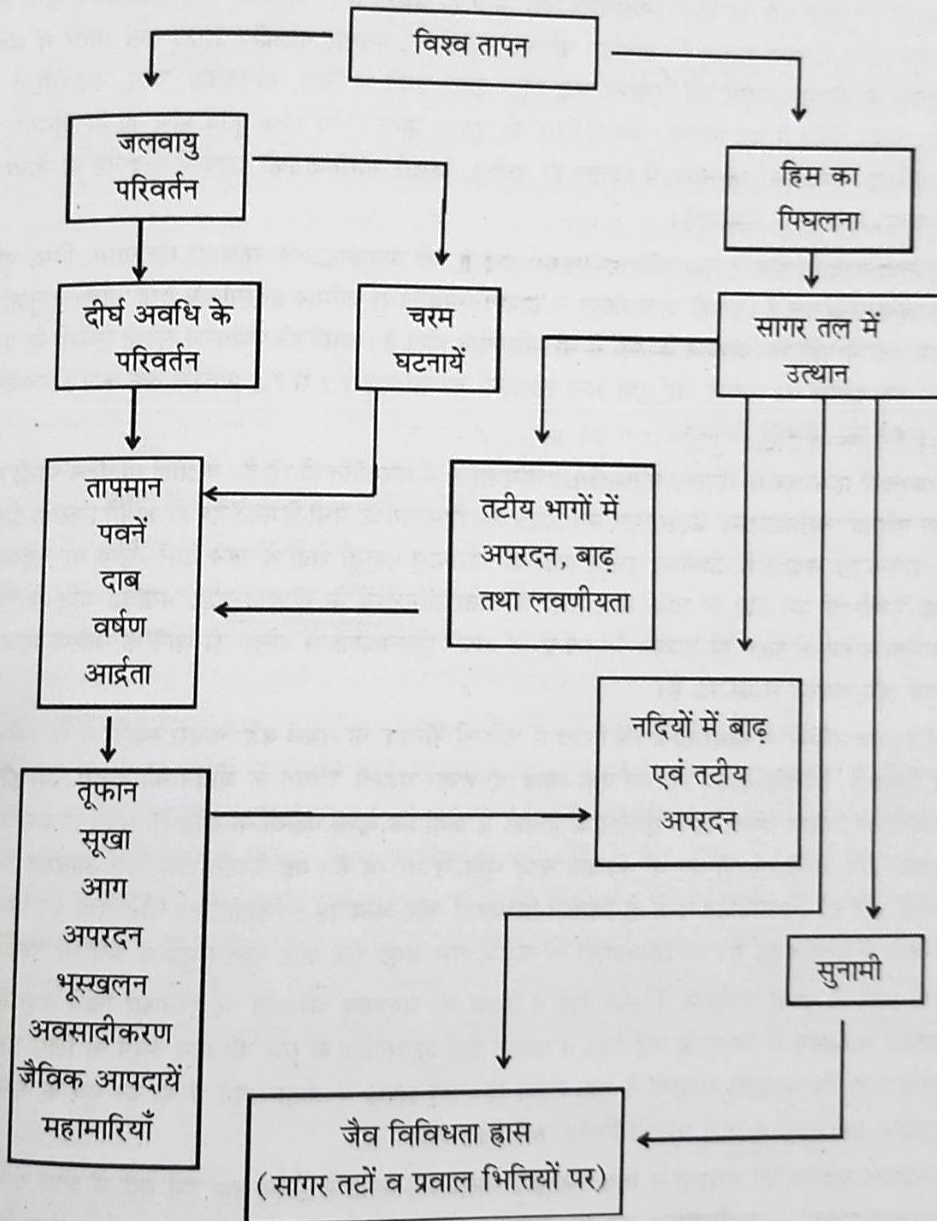 विश्व तापन
जलवायु
परिवर्तन
हिम का
पिघलना
दीर्घ अवधि के
परिवर्तन
चरम
घटनायें
सागर तल में
उत्थान
तापमान
पवनें
दाब
वर्षण
आर्द्रता
तटीय भागों में
अपरदन, बाढ़
तथा लवणीयता
नदियों में बाढ़
एवं तटीय
अपरदन
तूफान
सूखा
आग
अपरदन
भूस्खलन
अवसादीकरण
जैविक आपदायें
महामारियाँ
सुनामी
जैव विविधता ह्रास
(सागर तटों व प्रवाल भित्तियों पर)